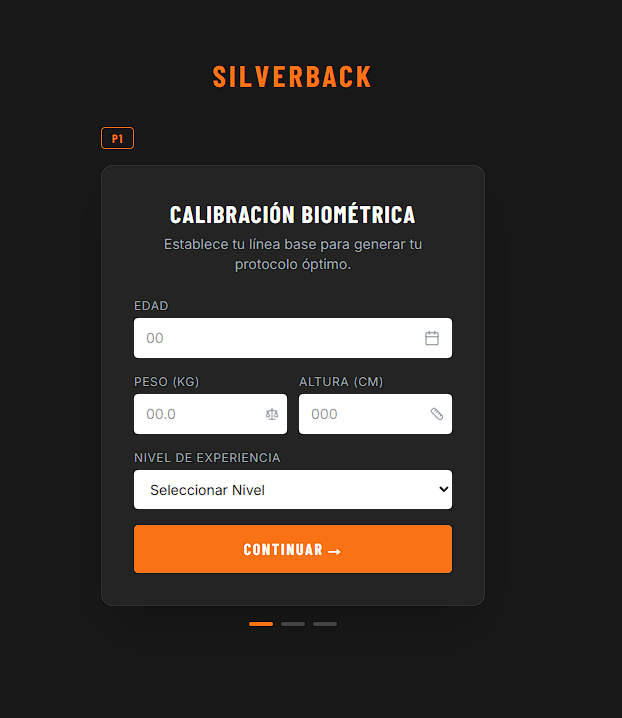 SILVERBACK
P1
CALIBRACIÓN BIOMÉTRICA
Establece tu línea base para generar tu
protocolo óptimo.
EDAD
00
PESO (KG) ALTURA (CM)
00.0 000
NIVEL DE EXPERIENCIA
Seleccionar Nivel
CONTINUAR →